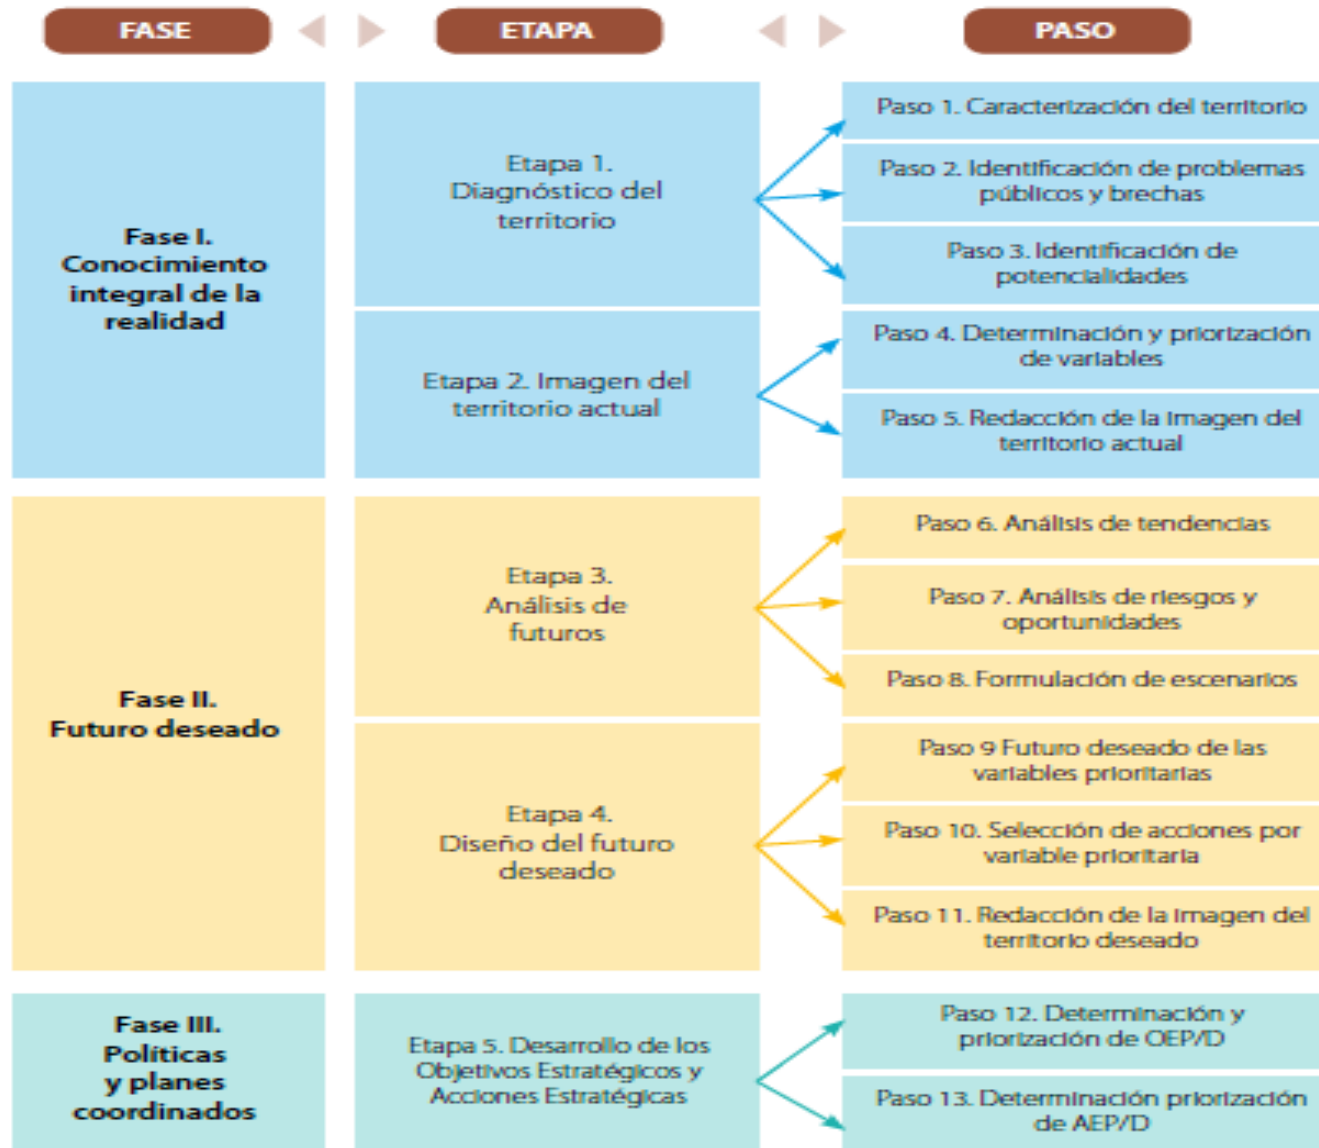 FASE
ETAPA
PASO
Fase I.
Conocimiento
integral de la
realidad
Etapa 1.
Diagnóstico del
territorio
Paso 1. Caracterización del territorio
Paso 2. Identificación de problemas
públicos y brechas
Paso 3. Identificación de
potencialidades
Etapa 2. Imagen del
territorio actual
Paso 4. Determinación y priorización
de variables
Paso 5. Redacción de la imagen del
territorio actual
Fase II.
Futuro deseado
Etapa 3.
Análisis de
futuros
Paso 6. Análisis de tendencias
Paso 7. Análisis de riesgos y
oportunidades
Paso 8. Formulación de escenarios
Etapa 4.
Diseño del futuro
deseado
Paso 9 Futuro deseado de las
variables prioritarias
Paso 10. Selección de acciones por
variable prioritaria
Paso 11. Redacción de la imagen del
territorio deseado
Fase III.
Políticas
y planes
coordinados
Etapa 5. Desarrollo de los
Objetivos Estratégicos y
Acciones Estratégicas
Paso 12. Determinación y
priorización de OEP/D
Paso 13. Determinación priorización
de AEP/D